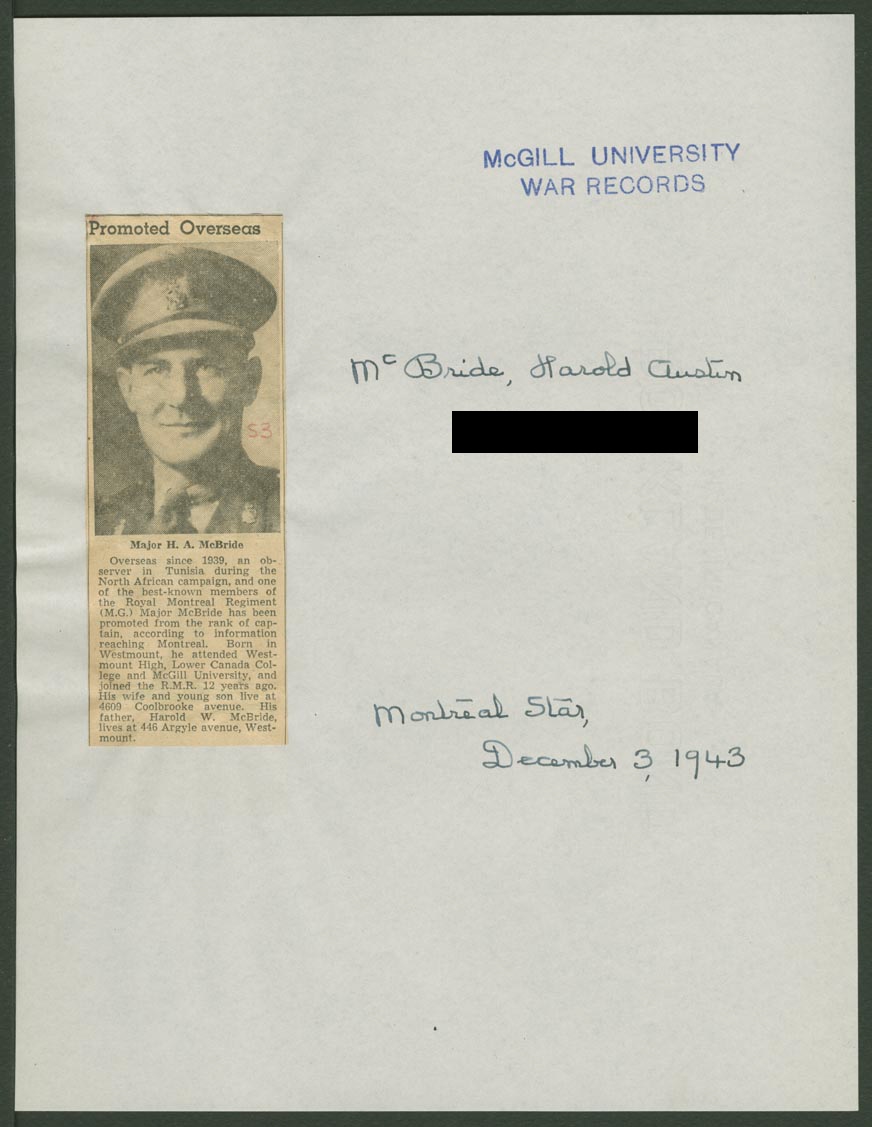 McGILL UNIVERSITY
WAR RECORDS
Promoted Overseas
S3
Major H. A. McBride
Overseas since 1939, an ob-
server in Tunisia during the
North African campaign, and one
of the best-known members of
the Royal Montreal Regiment
(M.G.) Major McBride has been
promoted from the rank of cap-
tain, according to information
reaching Montreal. Born in
Westmount, he attended West-
mount High, Lower Canada Col-
lege and McGill University, and
joined the R.M.R. 12 years ago.
His wife and young son live at
4609 Coolbrooke avenue. His
father, Harold W. McBride,
lives at 446 Argyle avenue, West-
mount.
McBride, Harold Austin
Montreal Star,
December 3, 1943